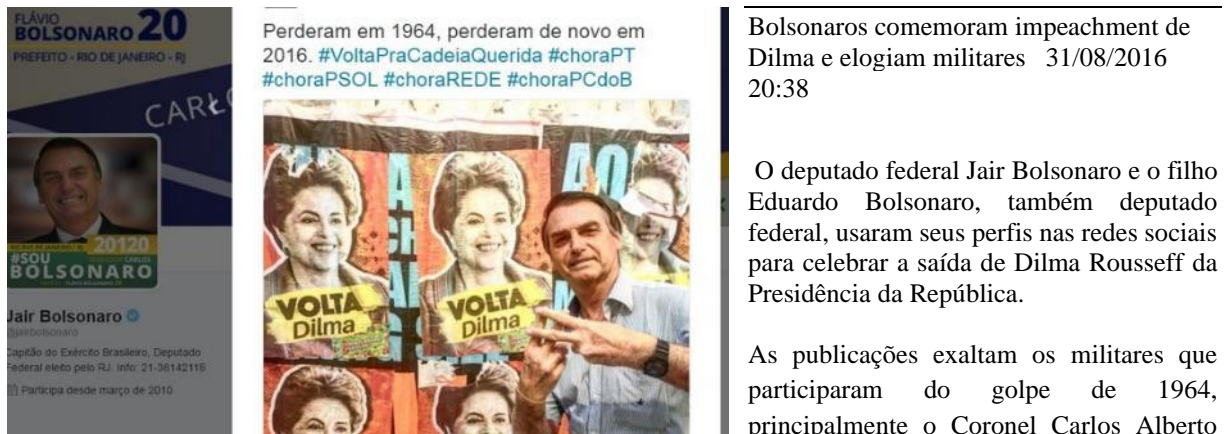 FLÁVIO
BOLSONARO 20
PREFEITO - RIO DE JANEIRO - RJ
20120
#SOU
BOLSONARO
Jair Bolsonaro
@jairbolsonaro
Capitão do Exército Brasileiro, Deputado
Federal eleito pelo RJ. Info: 21-36142116
Participa desde março de 2010
Perderam em 1964, perderam de novo em
2016. #VoltaPraCadeiaQuerida #choraPT
#choraPSOL #choraREDE #choraPCdoB
VOLTA
Dilma
VOLTA
Dilma
Bolsonaros comemoram impeachment de
Dilma e elogiam militares 31/08/2016
20:38
O deputado federal Jair Bolsonaro e o filho
Eduardo Bolsonaro, também deputado
federal, usaram seus perfis nas redes sociais
para celebrar a saída de Dilma Rousseff da
Presidência da República.
As publicações exaltam os militares que
participaram do golpe de 1964,
principalmente o Coronel Carlos Alberto